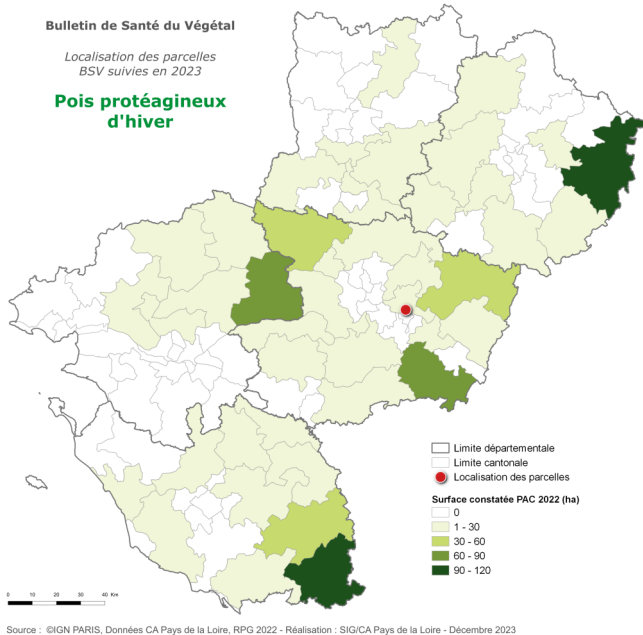 Bulletin de Santé du Végétal
Localisation des parcelles
BSV suivies en 2023
Pois protéagineux
d'hiver
Limite départementale
Limite cantonale
Localisation des parcelles
Surface constatée PAC 2022 (ha)
0
1 - 30
30 - 60
60 - 90
90 - 120
0 10 20 30 40 Km
Source : ©IGN PARIS, Données CA Pays de la Loire, RPG 2022 - Réalisation : SIG/CA Pays de la Loire - Décembre 2023